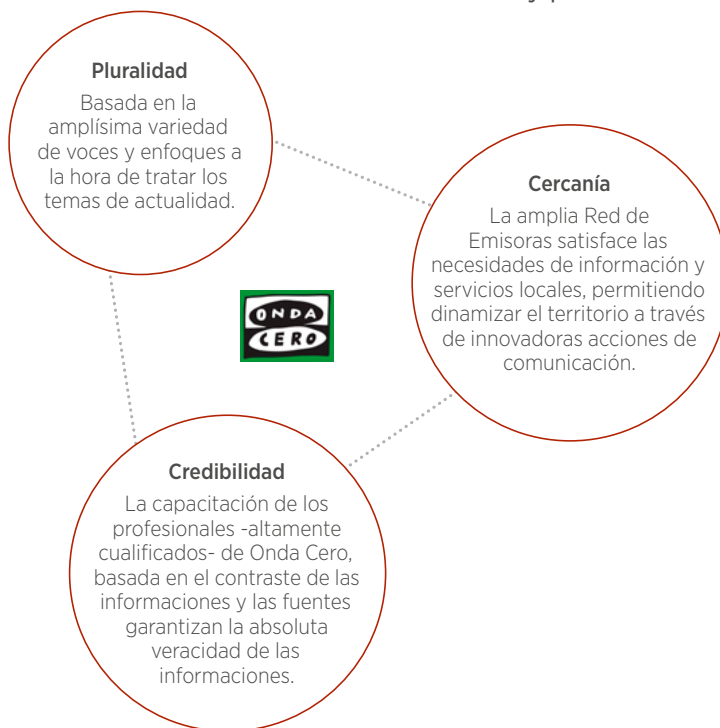 Pluralidad
Basada en la
amplísima variedad
de voces y enfoques a
la hora de tratar los
temas de actualidad.
Cercanía
La amplia Red de
Emisoras satisface las
necesidades de información y
servicios locales, permitiendo
dinamizar el territorio a través
de innovadoras acciones de
comunicación.
ONDA
CERO
Credibilidad
La capacitación de los
profesionales -altamente
cualificados- de Onda Cero,
basada en el contraste de las
informaciones y las fuentes
garantizan la absoluta
veracidad de las
informaciones.